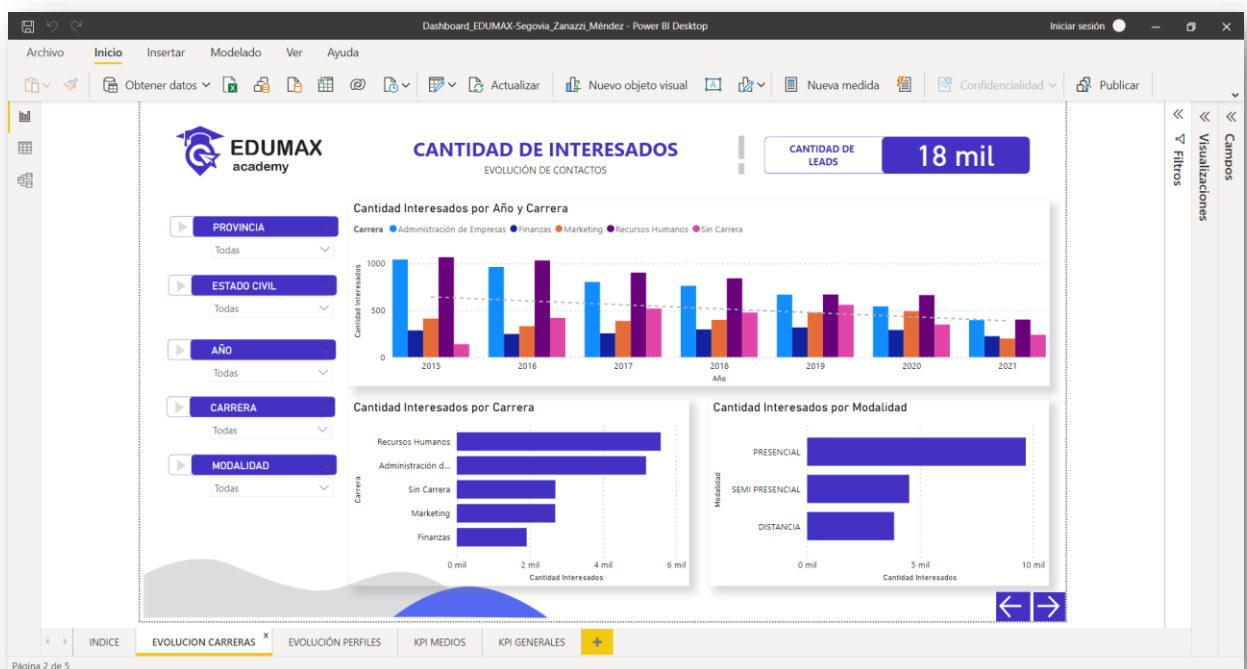 Dashboard_EDUMAX-Segovia_Zanazzi_Méndez - Power BI Desktop
Iniciar sesión
Archivo Inicio Insertar Modelado Ver Ayuda
Obtener datos Actualizar Nuevo objeto visual Nueva medida Confidencialidad Publicar
EDUMAX
academy
CANTIDAD DE INTERESADOS
EVOLUCIÓN DE CONTACTOS
CANTIDAD DE
LEADS
18 mil
Filtros
Visualizaciones
Campos
PROVINCIA
Todas
ESTADO CIVIL
Todas
AÑO
Todas
CARRERA
Todas
MODALIDAD
Todas
Cantidad Interesados por Año y Carrera
Carrera Administración de Empresas Finanzas Marketing Recursos Humanos Sin Carrera
Cantidad Interesados
1000
500
0
2015 2016 2017 2018 2019 2020 2021
Año
Cantidad Interesados por Carrera
Carrera
Recursos Humanos
Administración d...
Sin Carrera
Marketing
Finanzas
0 mil 2 mil 4 mil 6 mil
Cantidad Interesados
Cantidad Interesados por Modalidad
Modalidad
PRESENCIAL
SEMI PRESENCIAL
DISTANCIA
0 mil 5 mil 10 mil
Cantidad Interesados
INDICE EVOLUCION CARRERAS EVOLUCIÓN PERFILES KPI MEDIOS KPI GENERALES
Página 2 de 5